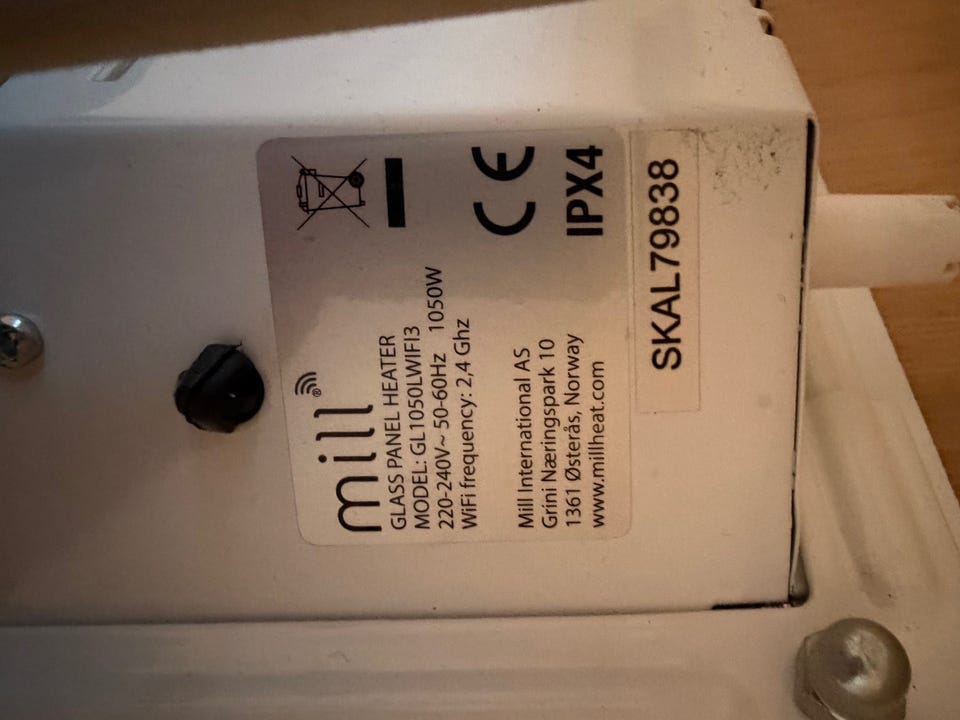 mill®
GLASS PANEL HEATER
MODEL: GL1050LWIFI3
220-240V~ 50-60Hz 1050W
WiFi frequency: 2,4 Ghz
Mill International AS
Grini Næringspark 10
1361 Østerås, Norway
www.millheat.com
CE
IPX4
SKAL79838